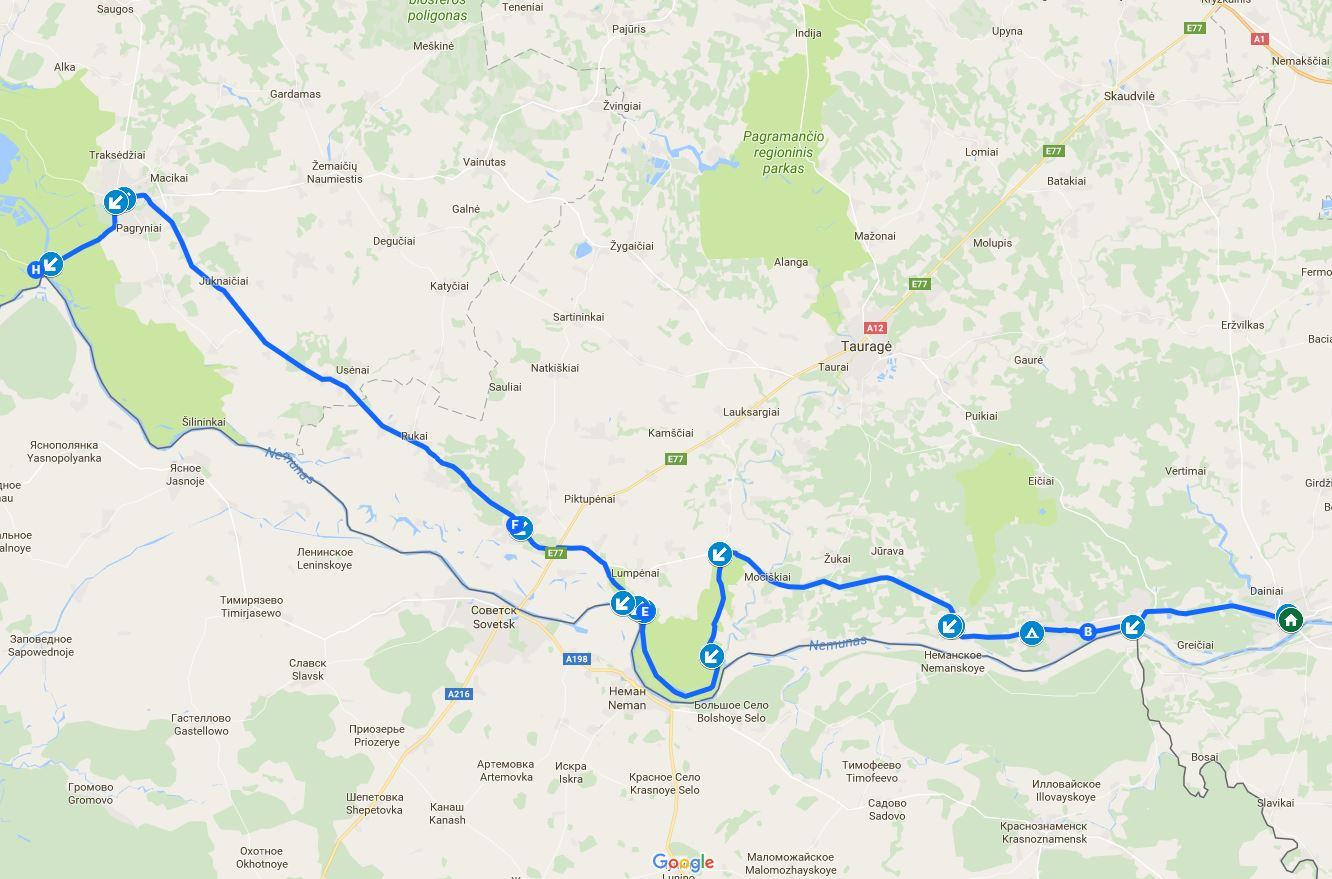 biosferos
poligonas
Saugos
Teneniai
Pajūris
Indija
Upyna
Kryžkalnis
E77
A1
Nemakščiai
Meškinė
Alka
Gardamas
Žvingiai
Skaudvilė
Pagramančio
regioninis
parkas
E77
Lomiai
Batakiai
Traksėdžiai
Macikai
Žemaičių
Naumiestis
Vainutas
Galnė
Pagryniai
Degučiai
Žygaičiai
Mažonai
Molupis
H
Juknaičiai
Katyčiai
Alanga
E77
Fermo
Sartininkai
A12
Tauragė
Eržvilkas
Usėnai
Natkiškiai
Sauliai
Taurai
Gaurė
Šilininkai
Lauksargiai
Puikiai
Яснополянка
Yasnopolyanka
Rukai
Kamščiai
Nemunas
E77
Ясное
Jasnoje
Eičiai
Vertimai
Piktupėnai
F
Ленинское
Leninskoye
E77
Lumpėnai
Mociškiai
Žukai
Jūrava
Dainiai
Тимирязево
Timirjasewo
Советск
Sovetsk
E
B
Заповедное
Sapowednoje
Nemunas
Greičiai
Неманское
Nemanskoye
A198
Славск
Slavsk
A216
Неман
Neman
Большое Село
Bolshoye Selo
Гастеллово
Gastellowo
Приозерье
Priozerye
Bosai
Артемовка
Artemovka
Искра
Iskra
Красное Село
Krasnoye Selo
Тимофеево
Timofeevo
Громово
Gromovo
Шепетовка
Shepetovka
Канаш
Kanash
Садово
Sadovo
Илловайское
Illovayskoye
Slavikai
Краснознаменск
Krasnoznamensk
Охотное
Okhotnoye
Google
Маломожайское
Malomozhayskoye